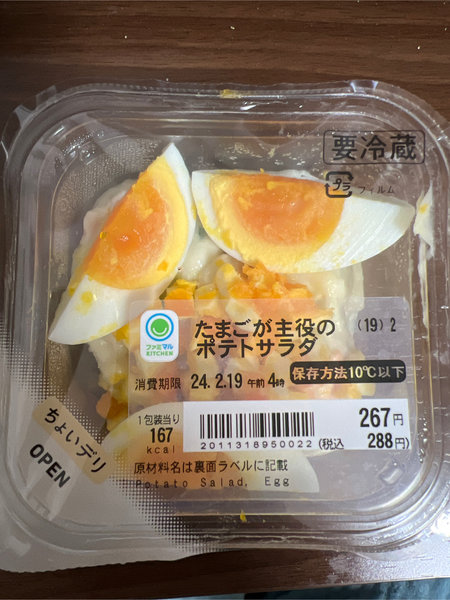 要冷蔵
プラ
フィルム
ファミマル
KITCHEN
たまごが主役の
ポテトサラダ
(19) 2
消費期限 24. 2.19 午前 4時
保存方法10℃以下
1包装当り
167
kcal
2011318950022
267円
(税込 288円)
原材料名は裏面ラベルに記載
Potato Salad, Egg
ちょいデリ
OPEN